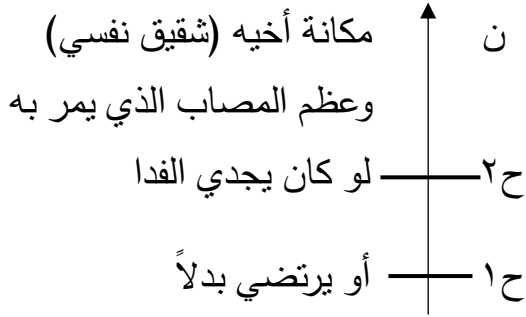 ن مكانة أخيه (شقيق نفسي)
وعظم المصاب الذي يمر به
ح٢ لو كان يجدي الفدا
ح١ أو يرتضي بدلاً